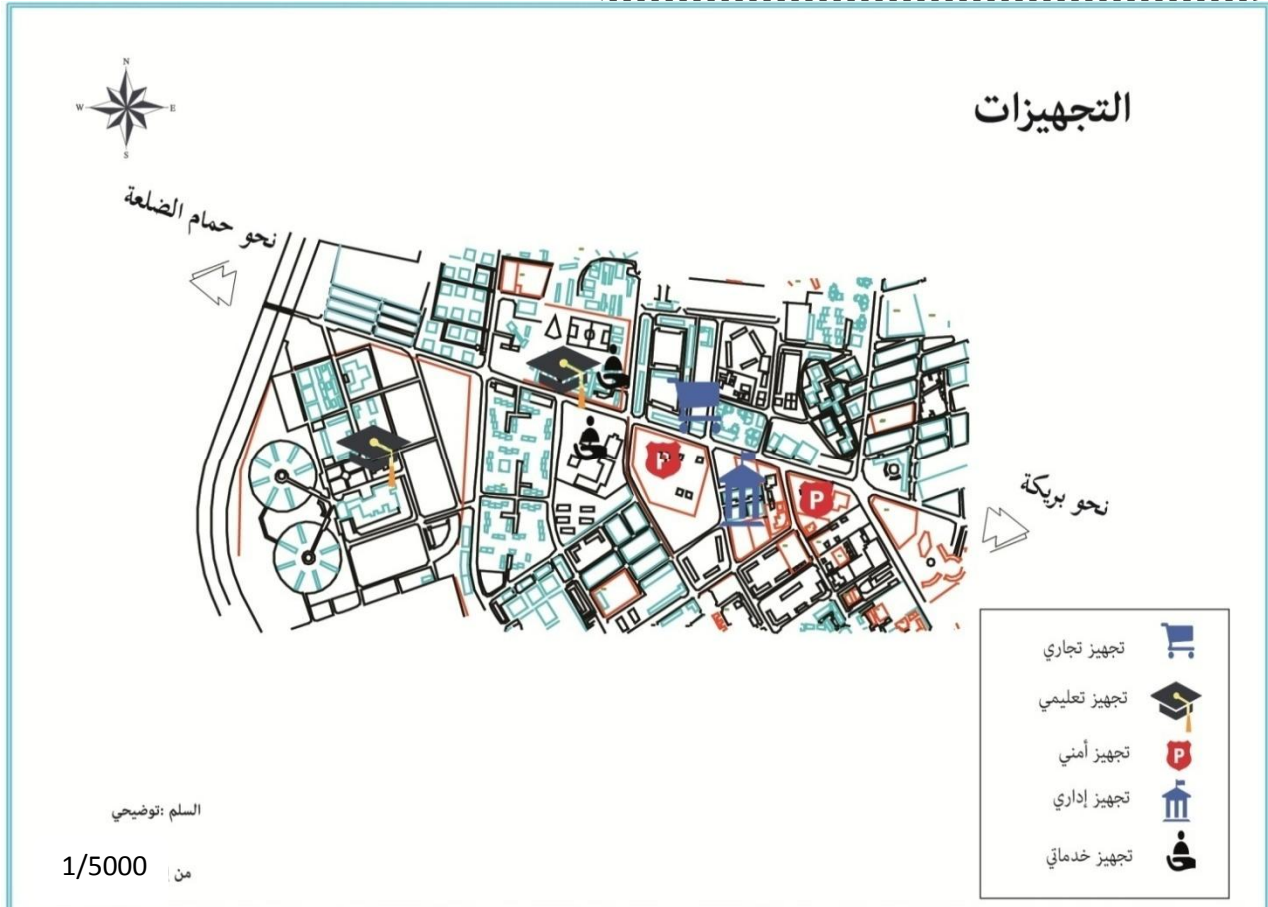 التجهيزات
N
W E
S
نحو حمام الضلعة
نحو بريكة
P
P
تجهيز تجاري
تجهيز تعليمي
تجهيز أمني
P
تجهيز إداري
تجهيز خدماتي
السلم :توضيحي
1/5000 من